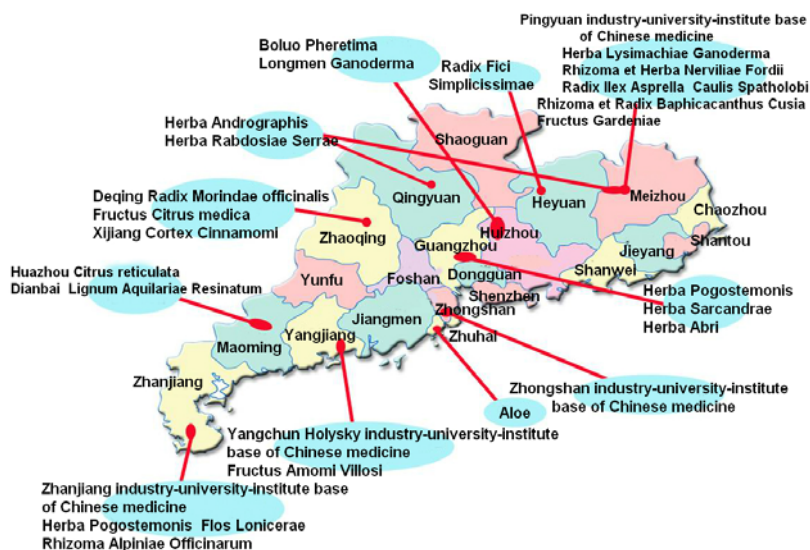 Pingyuan industry-university-institute base
of Chinese medicine
Herba Lysimachiae Ganoderma
Rhizoma et Herba Nerviliae Fordii
Radix Ilex Asprella Caulis Spatholobi
Rhizoma et Radix Baphicacanthus Cusia
Fructus Gardeniae
Boluo Pheretima
Longmen Ganoderma
Radix Fici
Simplicissimae
Herba Andrographis
Herba Rabdosiae Serrae
Deqing Radix Morindae officinalis
Fructus Citrus medica
Xijiang Cortex Cinnamomi
Huazhou Citrus reticulata
Dianbai Lignum Aquilariae Resinatum
Shaoguan
Qingyuan
Heyuan
Meizhou
Chaozhou
Zhaoqing
Guangzhou
Huizhou
Jieyang
Shantou
Yunfu
Foshan
Dongguan
Shanwei
Shenzhen
Zhongshan
Jiangmen
Yangjiang
Zhuhai
Maoming
Zhanjiang
Herba Pogostemonis
Herba Sarcandrae
Herba Abri
Zhongshan industry-university-institute
base of Chinese medicine
Aloe
Yangchun Holysky industry-university-institute
base of Chinese medicine
Fructus Amomi Villosi
Zhanjiang industry-university-institute base
of Chinese medicine
Herba Pogostemonis Flos Lonicerae
Rhizoma Alpiniae Officinarum